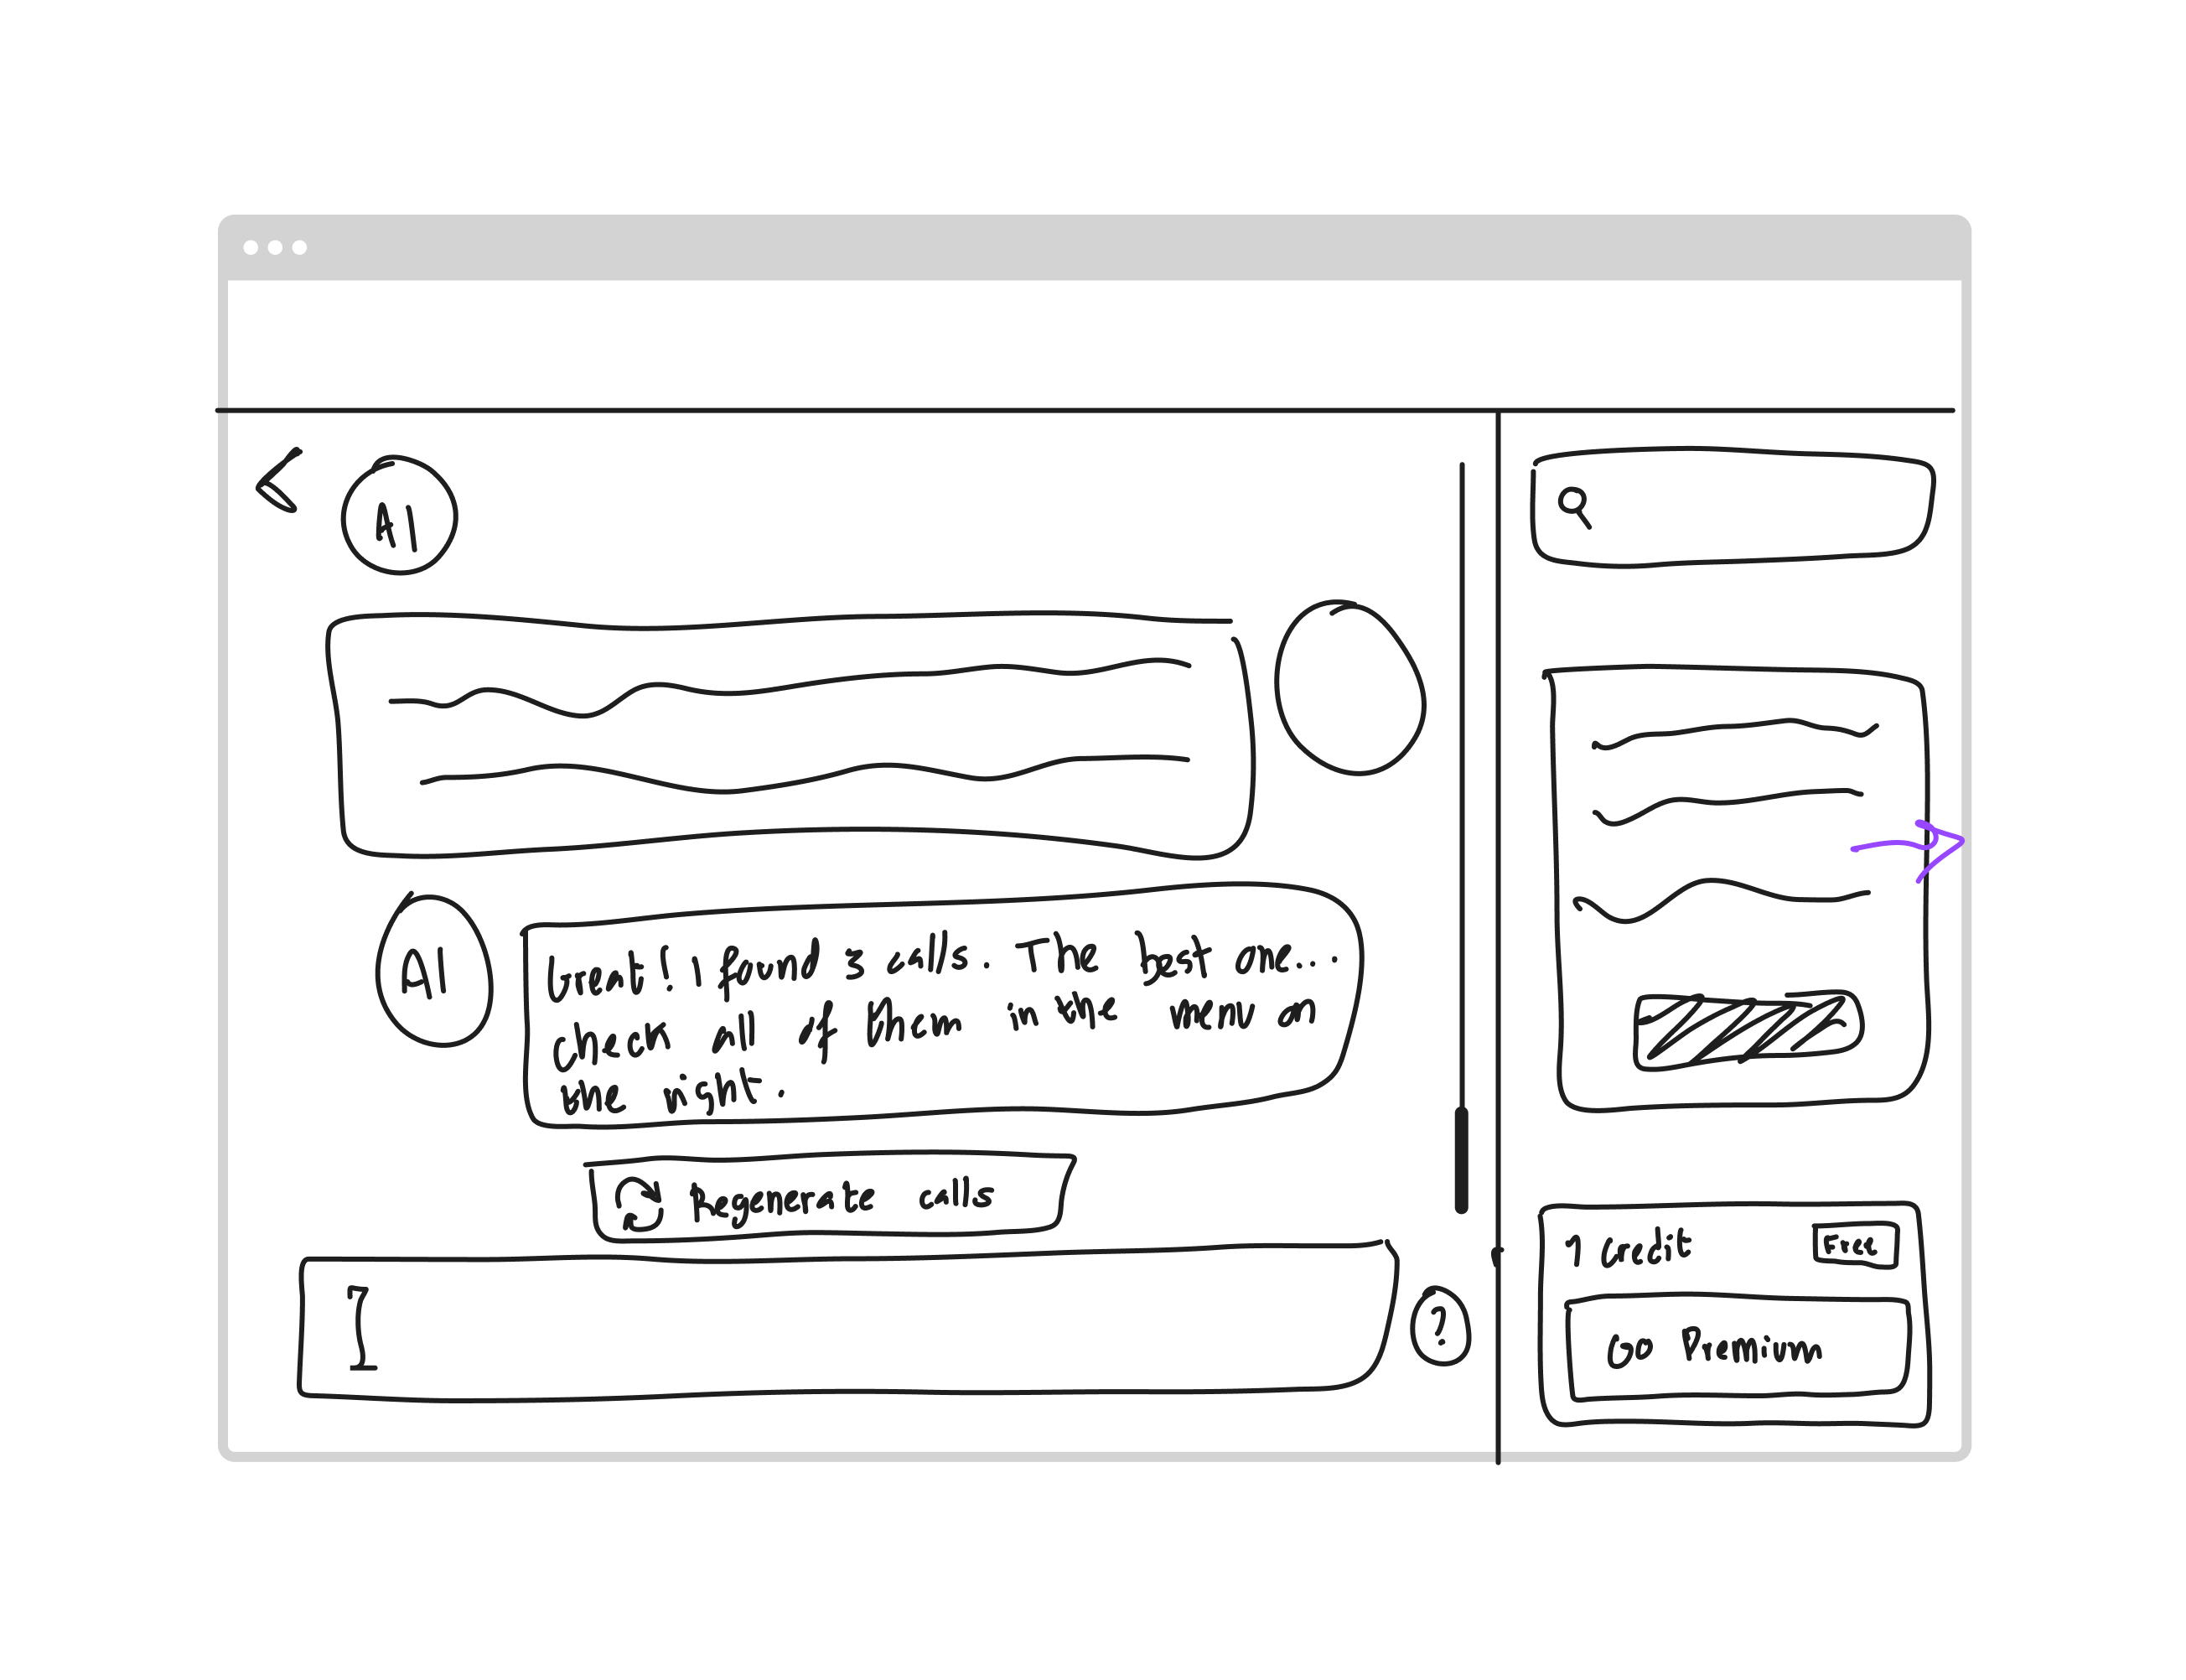 AI
AI
Great! I found 3 calls. The best one...
Check all of them in the menu on
the right.
Regenerate calls
?
1 credit
Free
Go Premium